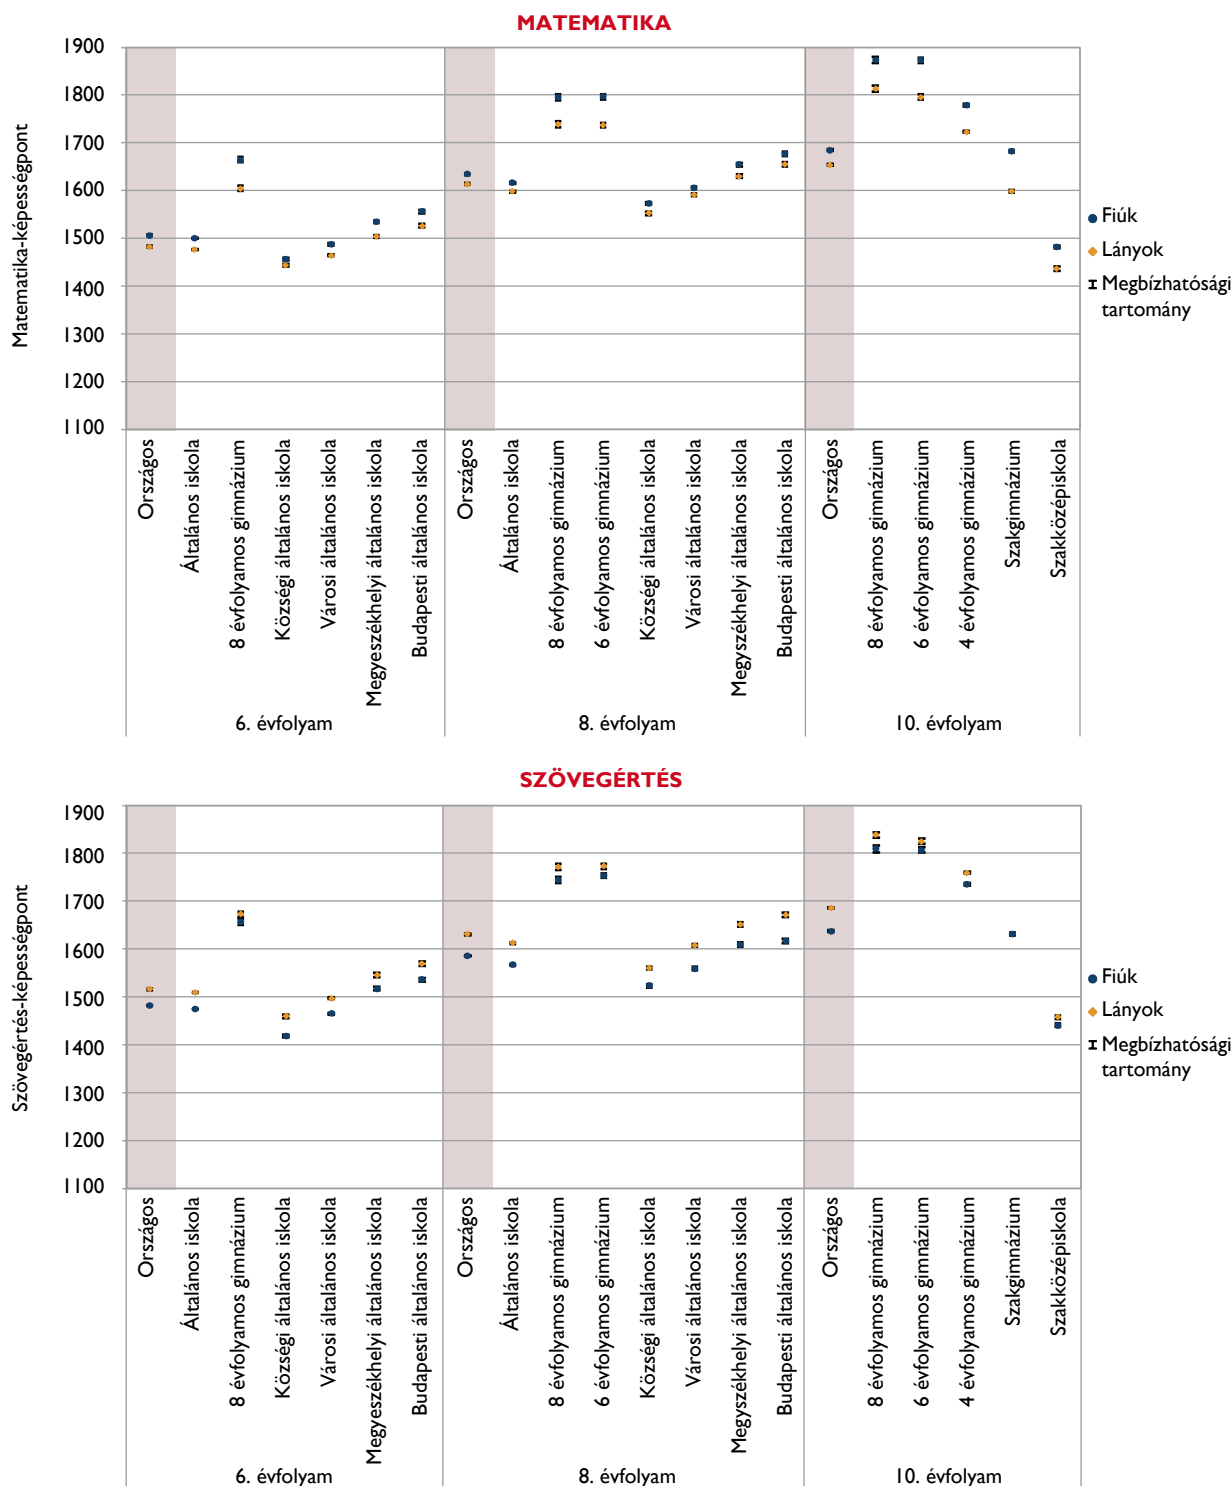 MATEMATIKA
Matematika-képességpont
1900
1800
1700
1600
1500
1400
1300
1200
1100
Országos
Általános iskola
8 évfolyamos gimnázium
Községi általános iskola
Városi általános iskola
Megyeszékhelyi általános iskola
Budapesti általános iskola
Országos
Általános iskola
8 évfolyamos gimnázium
6 évfolyamos gimnázium
Községi általános iskola
Városi általános iskola
Megyszékhelyi általános iskola
Budapesti általános iskola
Országos
8 évfolyamos gimnázium
6 évfolyamos gimnázium
4 évfolyamos gimnázium
Szakgimnázium
Szakközépiskola
6. évfolyam
8. évfolyam
10. évfolyam
Fiúk
Lányok
Megbízhatósági
tartomány
SZÖVEGÉRTÉS
Szövegértés-képességpont
1900
1800
1700
1600
1500
1400
1300
1200
1100
Országos
Általános iskola
8 évfolyamos gimnázium
Községi általános iskola
Városi általános iskola
Megyeszékhelyi általános iskola
Budapesti általános iskola
Országos
Általános iskola
8 évfolyamos gimnázium
6 évfolyamos gimnázium
Községi általános iskola
Városi általános iskola
Megyszékhelyi általános iskola
Budapesti általános iskola
Országos
8 évfolyamos gimnázium
6 évfolyamos gimnázium
4 évfolyamos gimnázium
Szakgimnázium
Szakközépiskola
6. évfolyam
8. évfolyam
10. évfolyam
Fiúk
Lányok
Megbízhatósági
tartomány